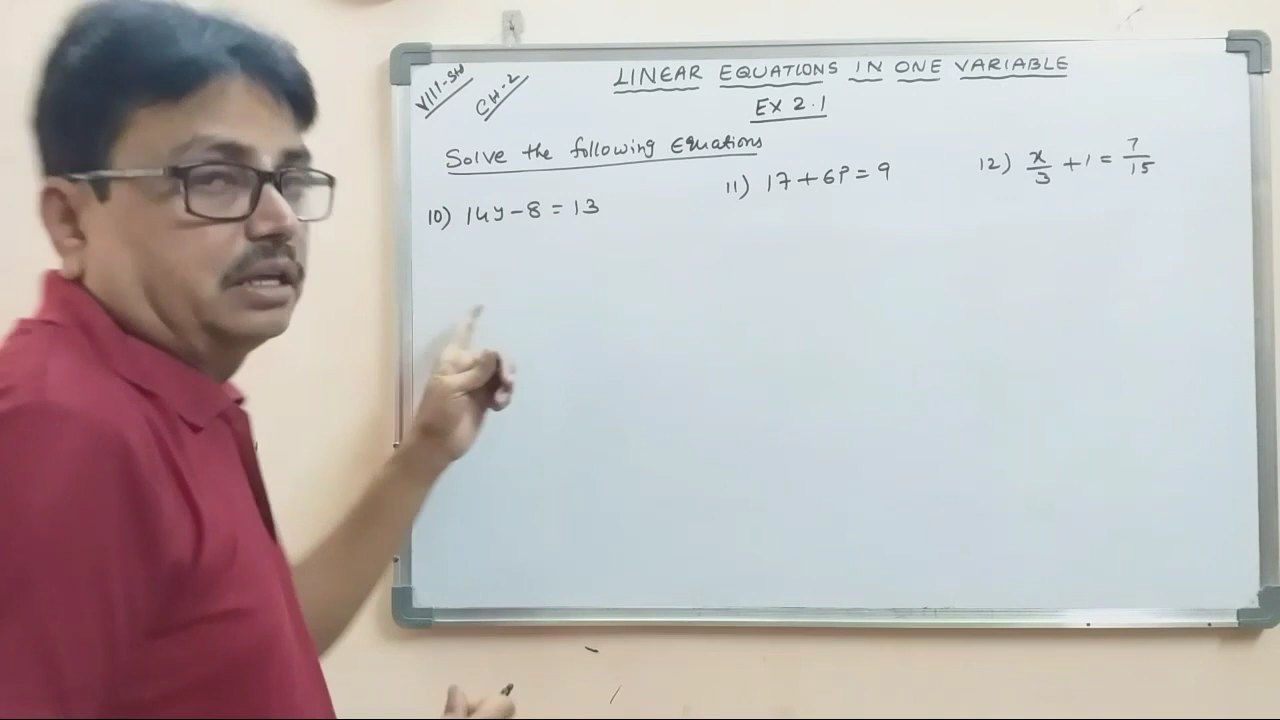 VIII-SH
CH-2
LINEAR EQUATIONS IN ONE VARIABLE
EX 2.1
Solve the following Equations
10) 14y-8=13
11) 17+6P=9
12) x/3 +1 = 7/15